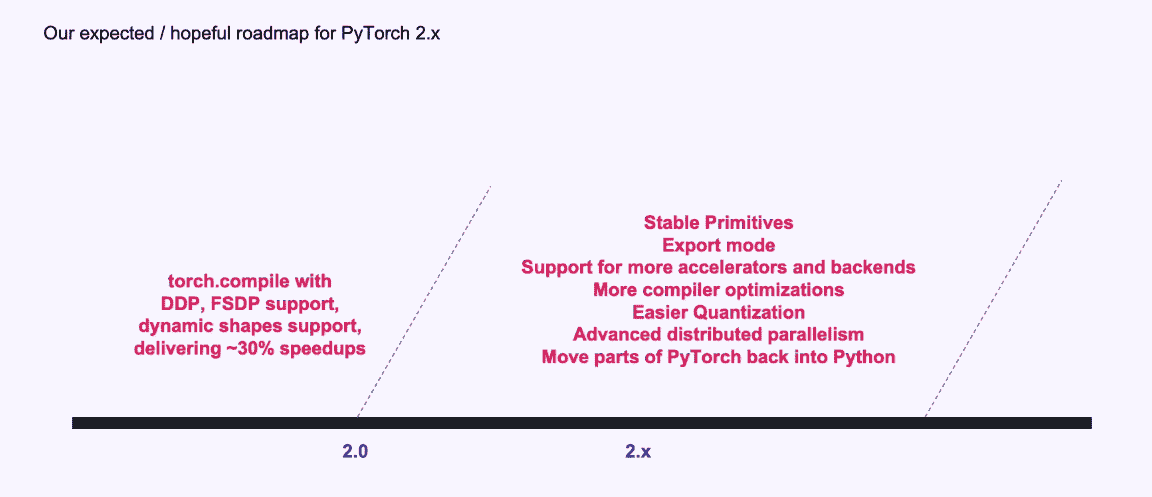 Our expected / hopeful roadmap for PyTorch 2.x
torch.compile with
DDP, FSDP support,
dynamic shapes support,
delivering ~30% speedups
Stable Primitives
Export mode
Support for more accelerators and backends
More compiler optimizations
Easier Quantization
Advanced distributed parallelism
Move parts of PyTorch back into Python
2.0
2.x